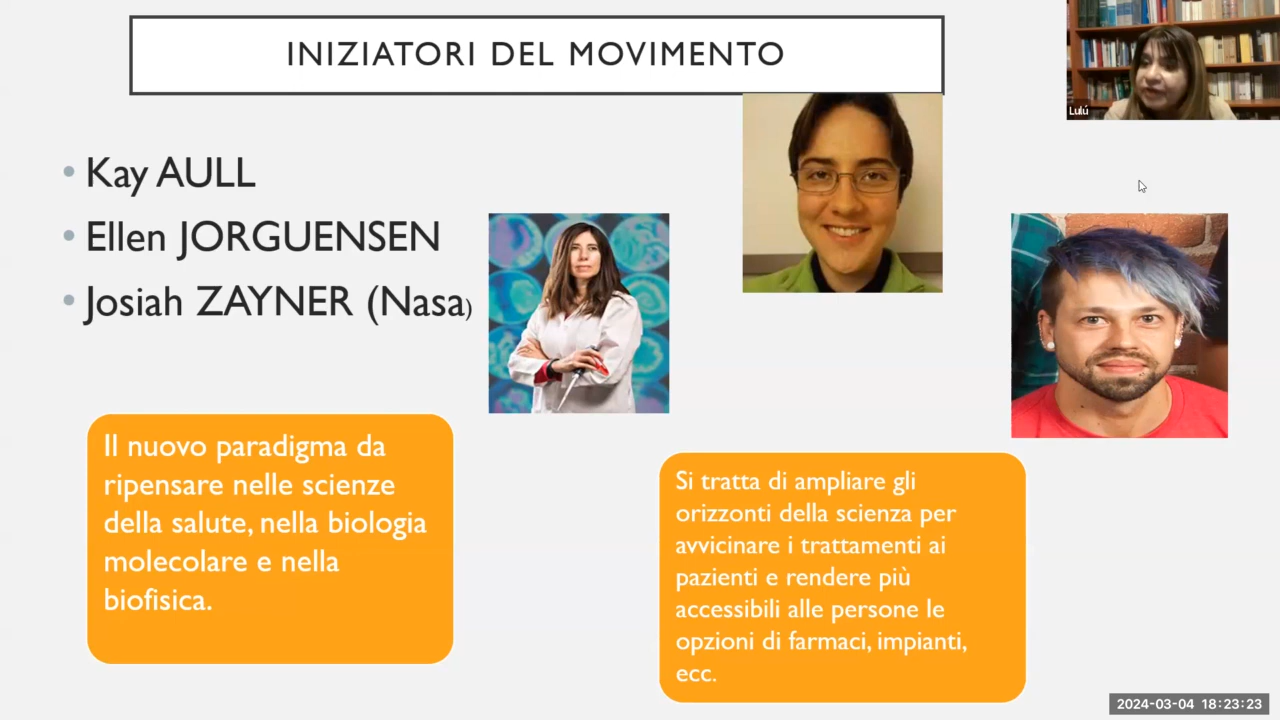 INIZIATORI DEL MOVIMENTO
Lulú
• Kay AULL
• Ellen JORGUENSEN
• Josiah ZAYNER (Nasa)
Il nuovo paradigma da
ripensare nelle scienze
della salute, nella biologia
molecolare e nella
biofisica.
Si tratta di ampliare gli
orizzonti della scienza per
avvicinare i trattamenti ai
pazienti e rendere più
accessibili alle persone le
opzioni di farmaci, impianti,
ecc.
2024-03-04 18:23:23